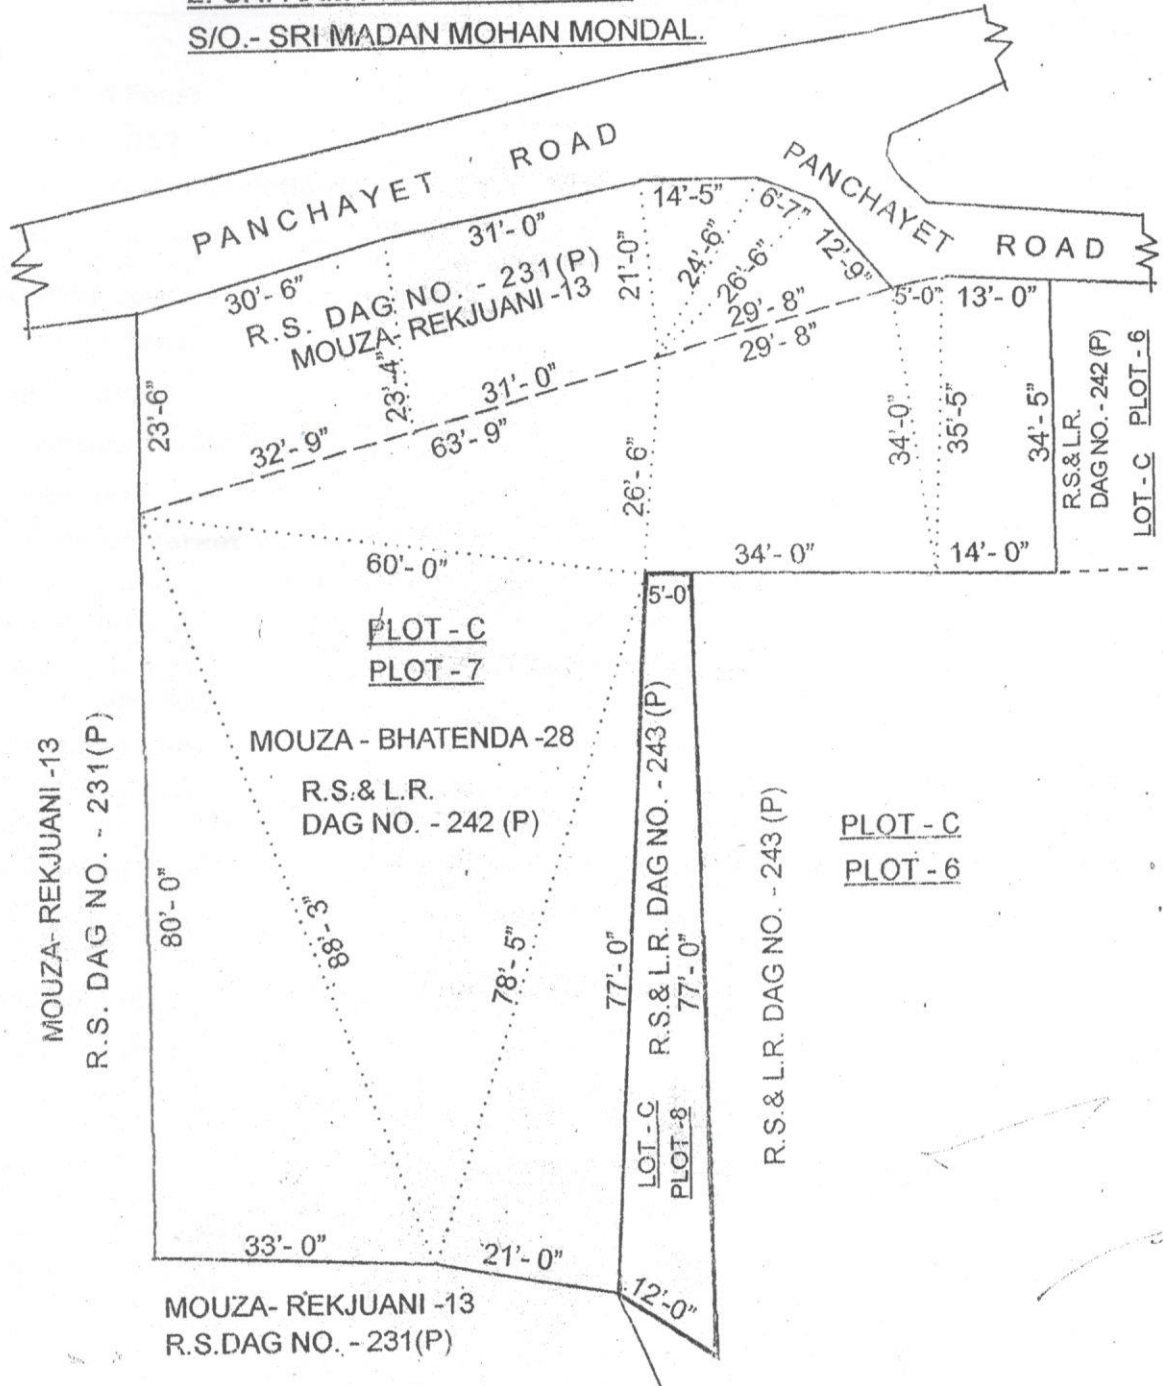 S/O.- SRI MADAN MOHAN MONDAL.
PANCHAYET ROAD
PANCHAYET ROAD
14'-5"
6'-7"
12'-9"
31'-0"
30'-6"
R.S. DAG NO. - 231(P)
MOUZA- REKJUANI -13
21'-0"
24'-6"
26'-6"
29'-8"
29'-8"
5'-0"
13'-0"
23'-6"
23'-4"
31'-0"
32'-9"
63'-9"
26'-6"
34'-0"
35'-5"
34'-5"
R.S.& L.R.
DAG NO. - 242 (P)
LOT - C PLOT - 6
60'-0"
34'-0"
14'-0"
5'-0"
PLOT - C
PLOT - 7
MOUZA - BHATENDA -28
R.S.& L.R.
DAG NO. - 242 (P)
MOUZA- REKJUANI -13
R.S. DAG NO. - 231(P)
80'-0"
88'-3"
78'-5"
77'-0"
R.S.& L.R. DAG NO. - 243 (P)
77'-0"
LOT - C
PLOT -8
R.S.& L.R. DAG NO. - 243 (P)
PLOT - C
PLOT - 6
33'-0"
21'-0"
12'-0"
MOUZA- REKJUANI -13
R.S.DAG NO. - 231(P)